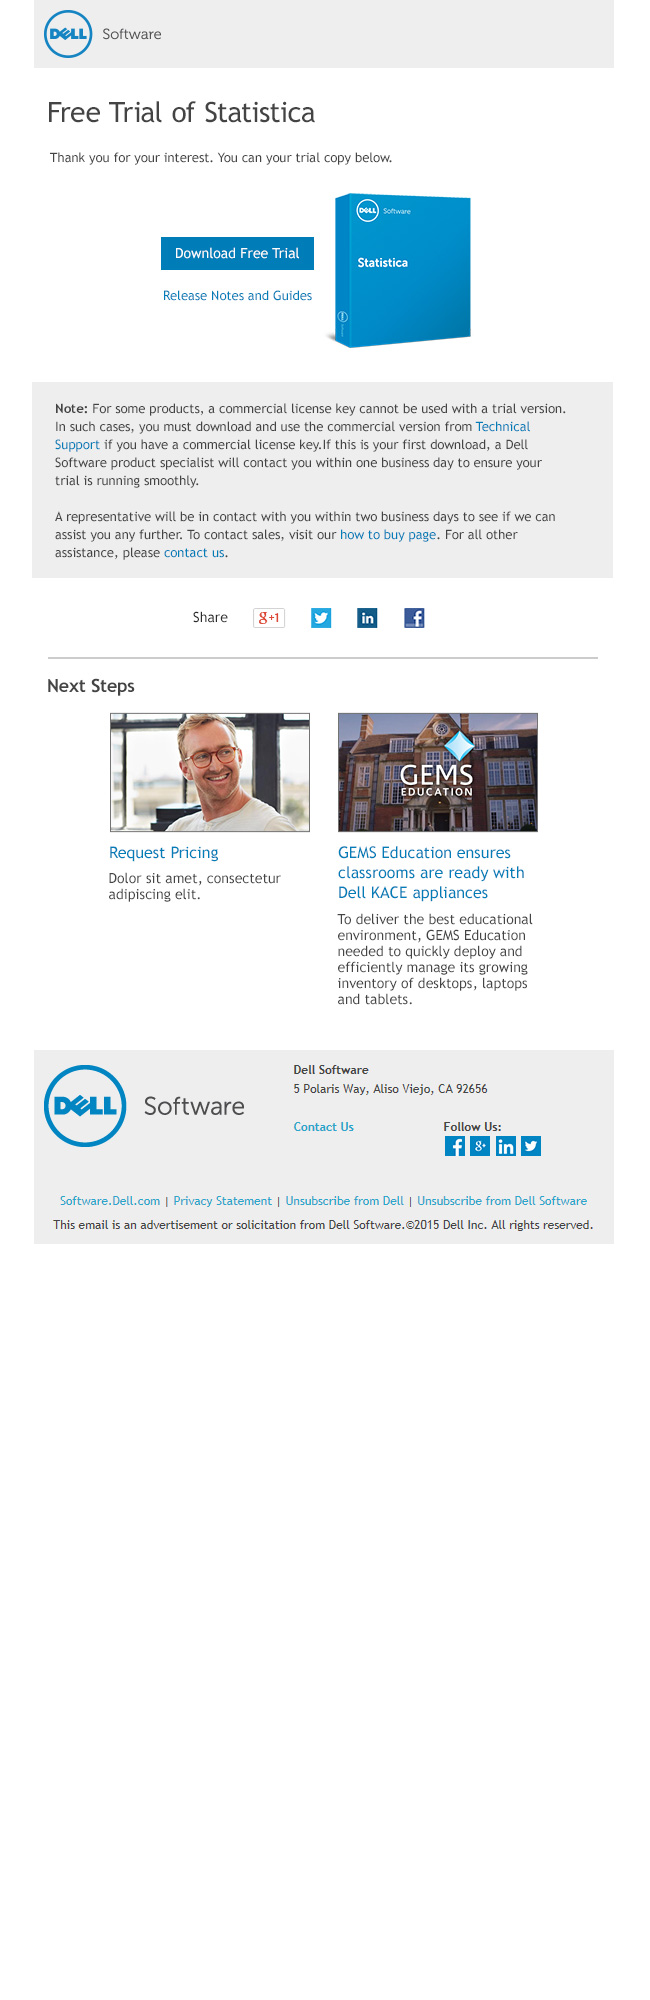 DELL Software
Free Trial of Statistica
Thank you for your interest. You can your trial copy below.
DELL Software
Statistica
Download Free Trial
Release Notes and Guides
Note: For some products, a commercial license key cannot be used with a trial version.
In such cases, you must download and use the commercial version from Technical
Support if you have a commercial license key.If this is your first download, a Dell
Software product specialist will contact you within one business day to ensure your
trial is running smoothly.
A representative will be in contact with you within two business days to see if we can
assist you any further. To contact sales, visit our how to buy page. For all other
assistance, please contact us.
Share g+1 in f
Next Steps
GEMS
EDUCATION
Request Pricing
Dolor sit amet, consectetur
adipiscing elit.
GEMS Education ensures
classrooms are ready with
Dell KACE appliances
To deliver the best educational
environment, GEMS Education
needed to quickly deploy and
efficiently manage its growing
inventory of desktops, laptops
and tablets.
DELL Software
Dell Software
5 Polaris Way, Aliso Viejo, CA 92656
Contact Us
Follow Us:
f g+ in
Software.Dell.com | Privacy Statement | Unsubscribe from Dell | Unsubscribe from Dell Software
This email is an advertisement or solicitation from Dell Software.©2015 Dell Inc. All rights reserved.